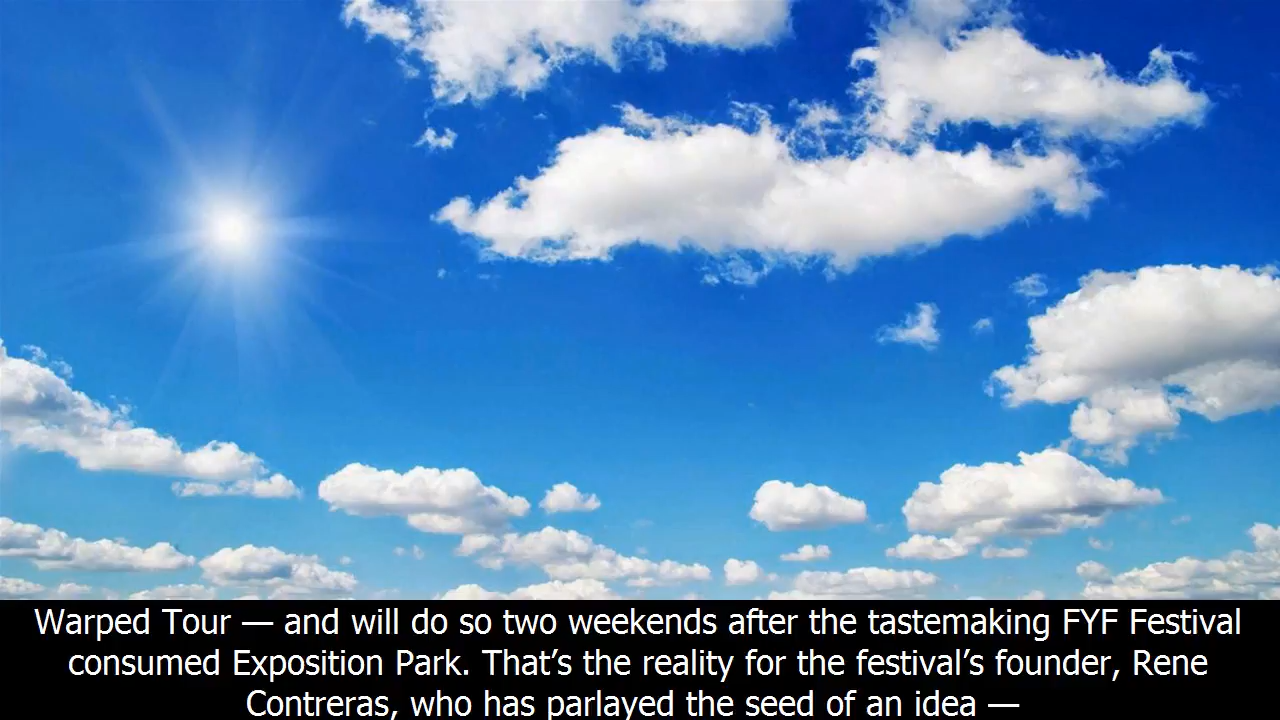 Warped Tour — and will do so two weekends after the tastemaking FYF Festival
consumed Exposition Park. That’s the reality for the festival’s founder, Rene
Contreras, who has parlayed the seed of an idea —